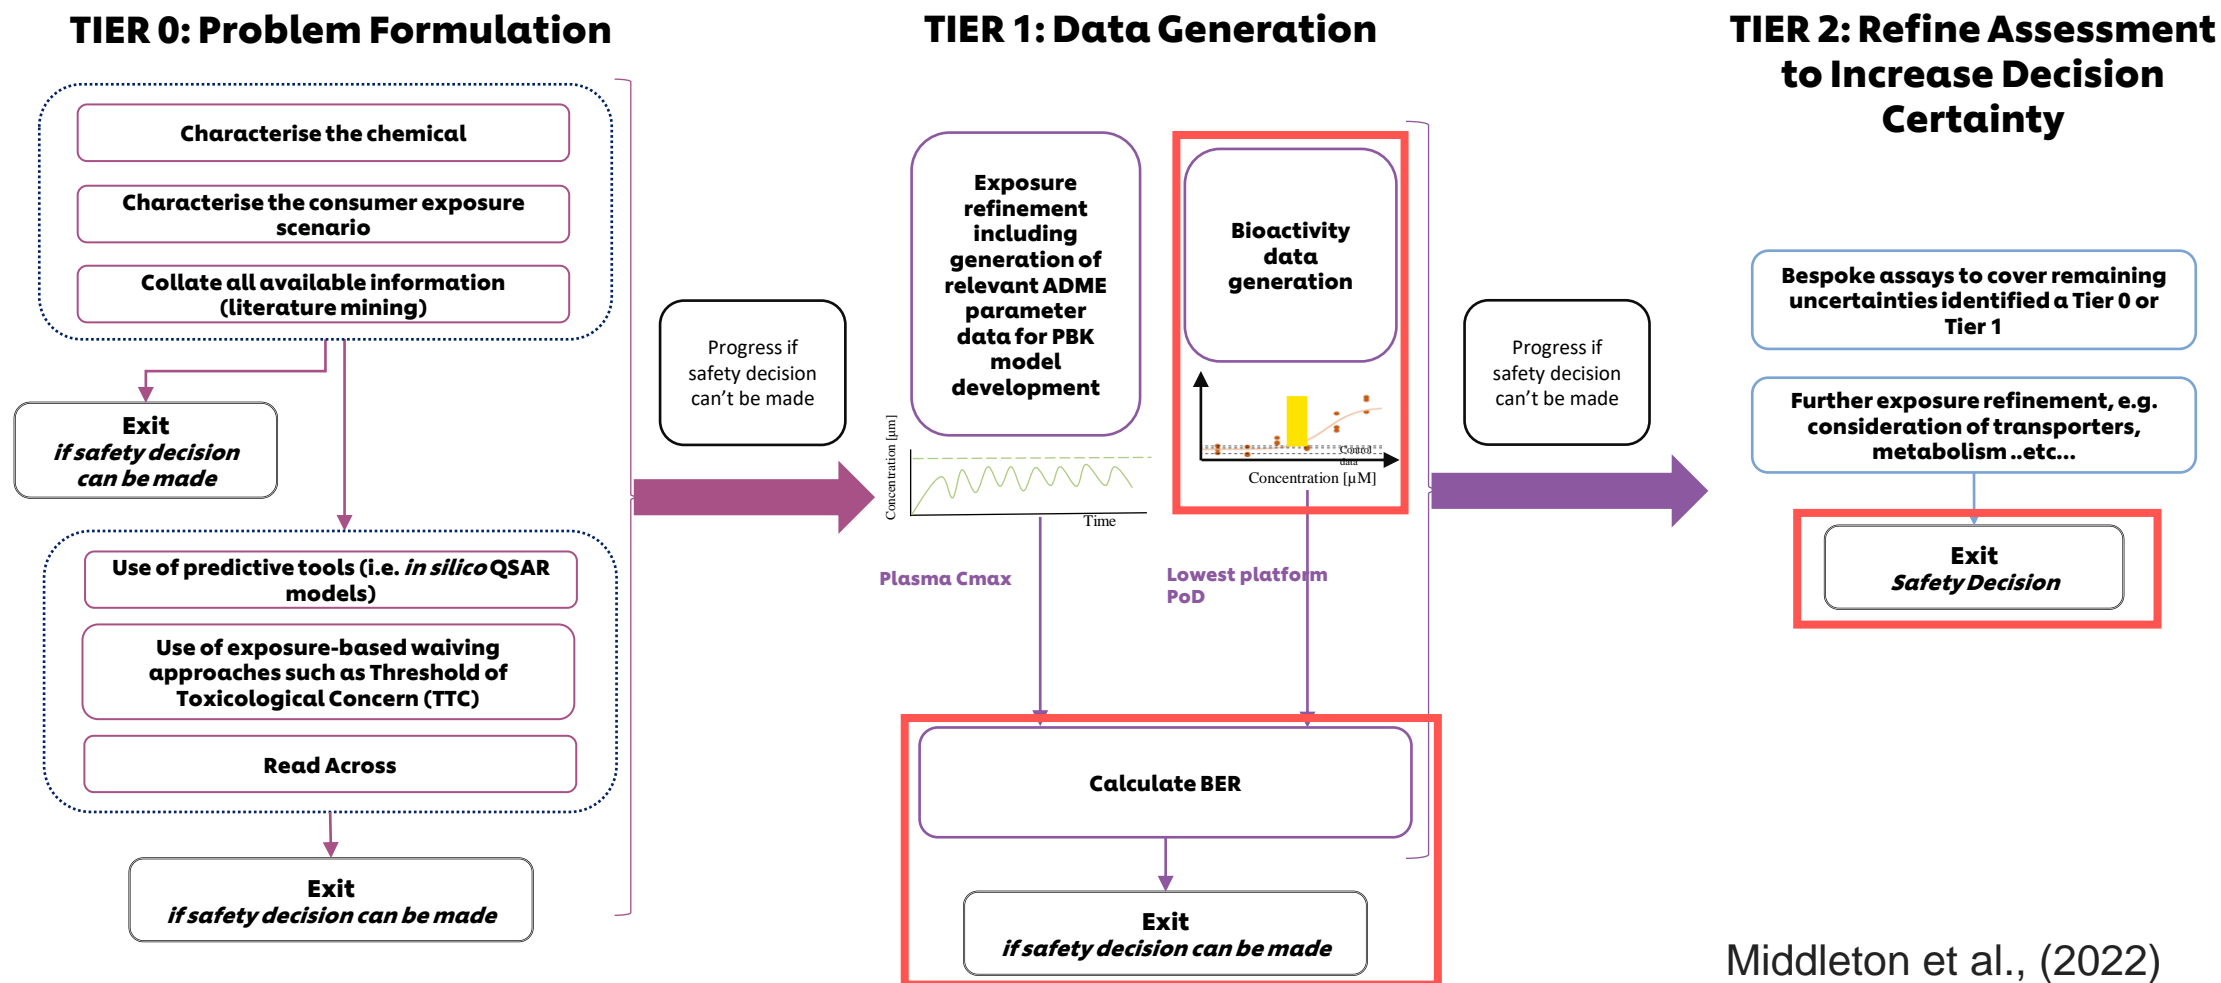 TIER 0: Problem Formulation
Characterise the chemical
Characterise the consumer exposure
scenario
Collate all available information
(literature mining)
Exit
if safety decision
can be made
Use of predictive tools (i.e. in silico QSAR
models)
Use of exposure-based waiving
approaches such as Threshold of
Toxicological Concern (TTC)
Read Across
Exit
if safety decision can be made
Progress if
safety decision
can't be made
TIER 1: Data Generation
Exposure
refinement
including
generation of
relevant ADME
parameter
data for PBK
model
development
Concentration [µm]
Time
Plasma Cmax
Bioactivity
data
generation
Control
data
Concentration [µM]
Lowest platform
PoD
Calculate BER
Exit
if safety decision can be made
Progress if
safety decision
can't be made
TIER 2: Refine Assessment
to Increase Decision
Certainty
Bespoke assays to cover remaining
uncertainties identified a Tier 0 or
Tier 1
Further exposure refinement, e.g.
consideration of transporters,
metabolism ..etc...
Exit
Safety Decision
Middleton et al., (2022)